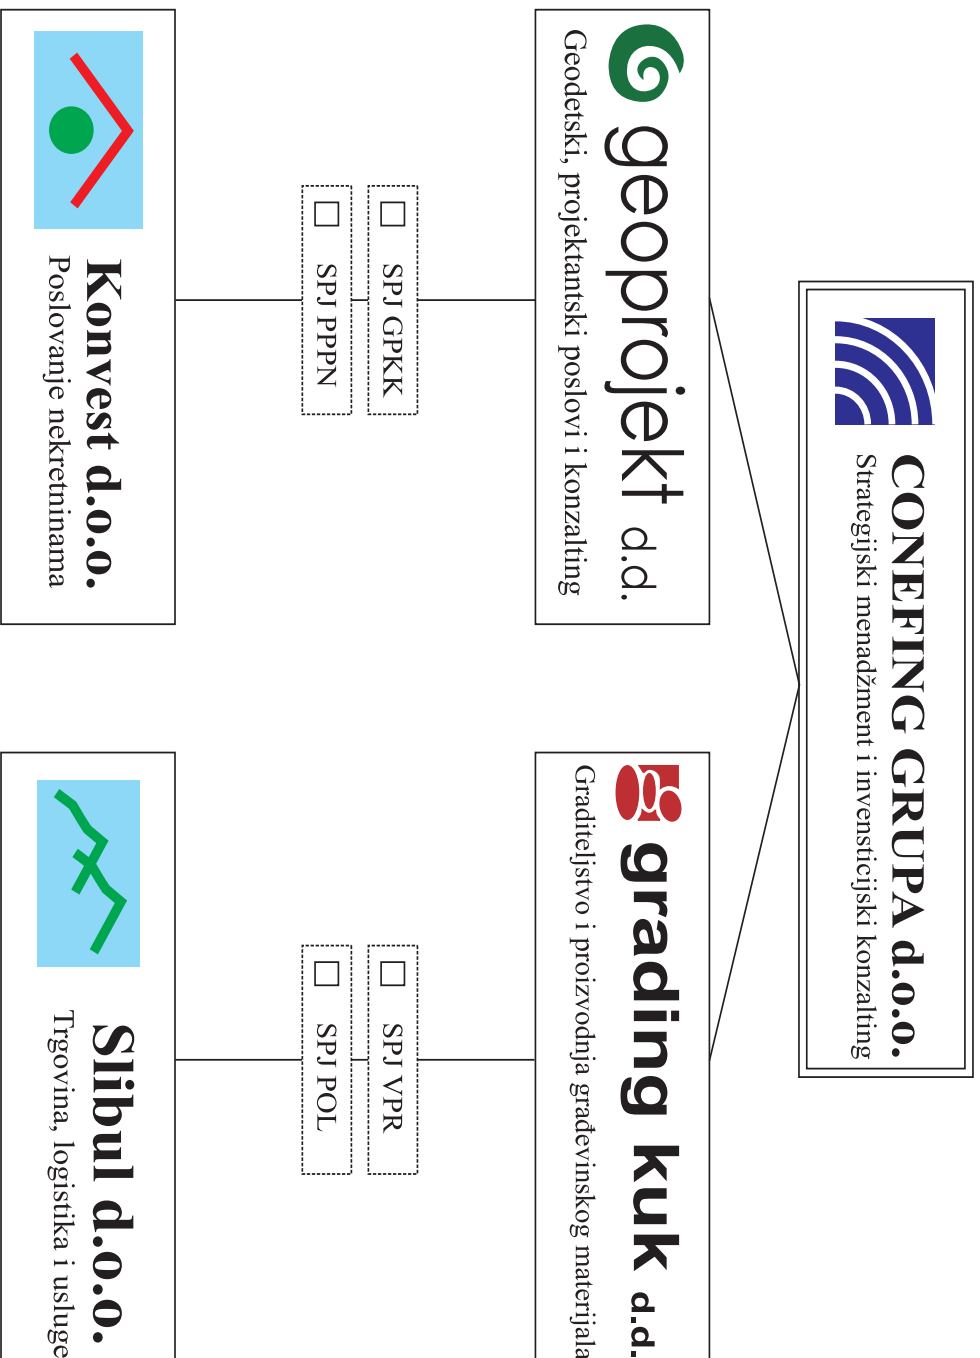 CONEFING GRUPA d.o.o.
Strategijski menadžment i invensticijski konzalting
geoprojekt d.d.
Geodetski, projektantski poslovi i konzalting
grading kuk d.d.
Graditeljstvo i proizvodnja građevinskog materijala
SPJ GPKK
SPJ PPPN
SPJ VPR
SPJ POL
Konvest d.o.o.
Poslovanje nekretninama
Slibul d.o.o.
Trgovina, logistika i usluge